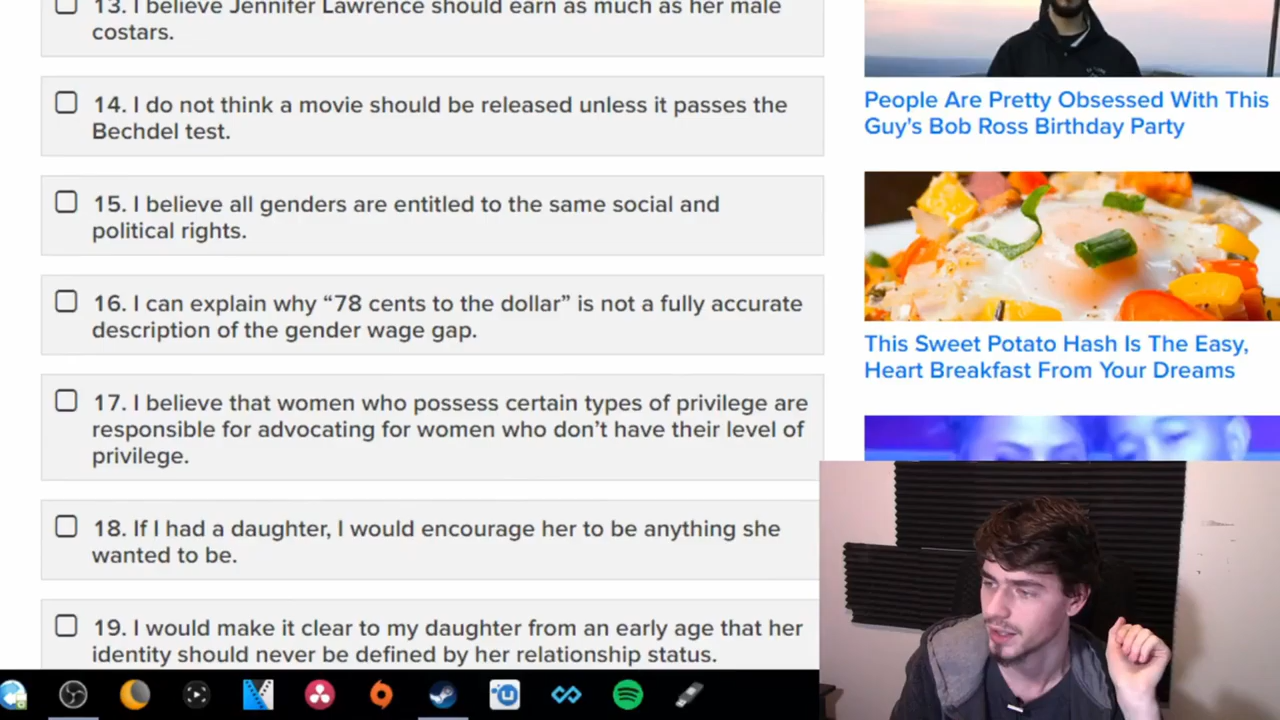 13. I believe Jennifer Lawrence should earn as much as her male
costars.
14. I do not think a movie should be released unless it passes the
Bechdel test.
15. I believe all genders are entitled to the same social and
political rights.
16. I can explain why “78 cents to the dollar” is not a fully accurate
description of the gender wage gap.
17. I believe that women who possess certain types of privilege are
responsible for advocating for women who don’t have their level of
privilege.
18. If I had a daughter, I would encourage her to be anything she
wanted to be.
19. I would make it clear to my daughter from an early age that her
identity should never be defined by her relationship status.
People Are Pretty Obsessed With This
Guy's Bob Ross Birthday Party
This Sweet Potato Hash Is The Easy,
Heart Breakfast From Your Dreams